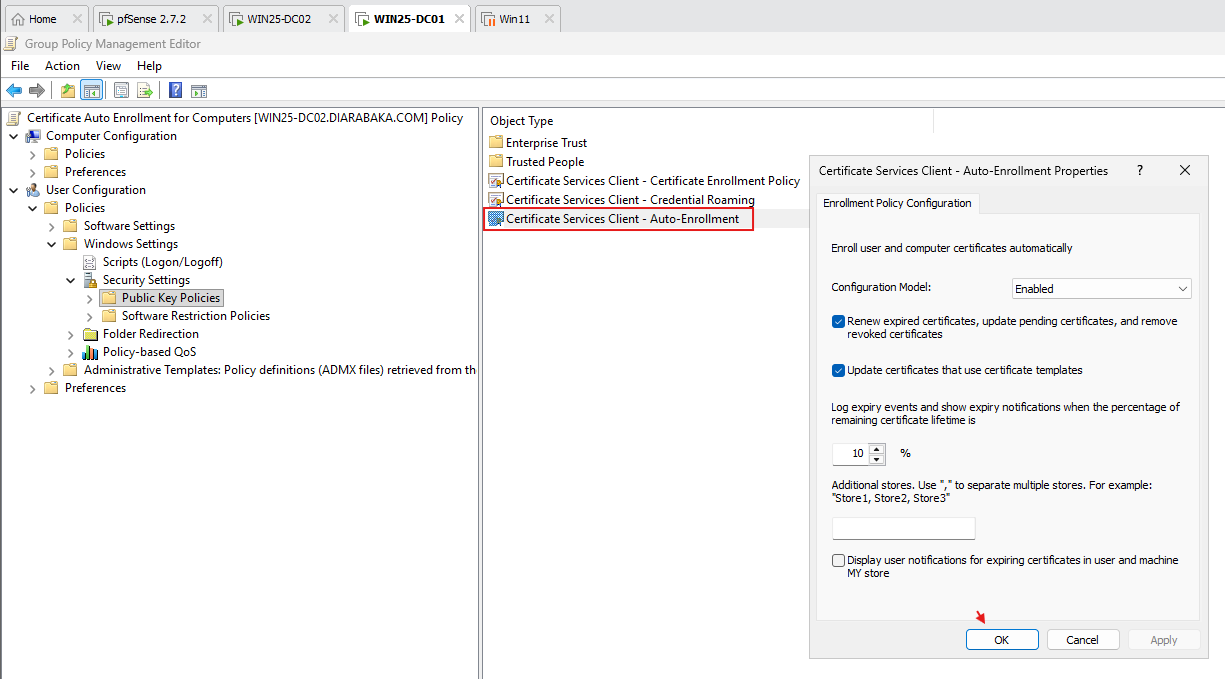 Home
pfSense 2.7.2
WIN25-DC02
WIN25-DC01
Win11
Group Policy Management Editor
File Action View Help
Certificate Auto Enrollment for Computers [WIN25-DC02.DIARABAKA.COM] Policy
Computer Configuration
Policies
Preferences
User Configuration
Policies
Software Settings
Windows Settings
Scripts (Logon/Logoff)
Security Settings
Public Key Policies
Software Restriction Policies
Folder Redirection
Policy-based QoS
Administrative Templates: Policy definitions (ADMX files) retrieved from th
Preferences
Object Type
Enterprise Trust
Trusted People
Certificate Services Client - Certificate Enrollment Policy
Certificate Services Client - Credential Roaming
Certificate Services Client - Auto-Enrollment
Certificate Services Client - Auto-Enrollment Properties ?
Enrollment Policy Configuration
Enroll user and computer certificates automatically
Configuration Model: Enabled
Renew expired certificates, update pending certificates, and remove
revoked certificates
Update certificates that use certificate templates
Log expiry events and show expiry notifications when the percentage of
remaining certificate lifetime is
10 %
Additional stores. Use "," to separate multiple stores. For example:
"Store1, Store2, Store3"
Display user notifications for expiring certificates in user and machine
MY store
OK Cancel Apply